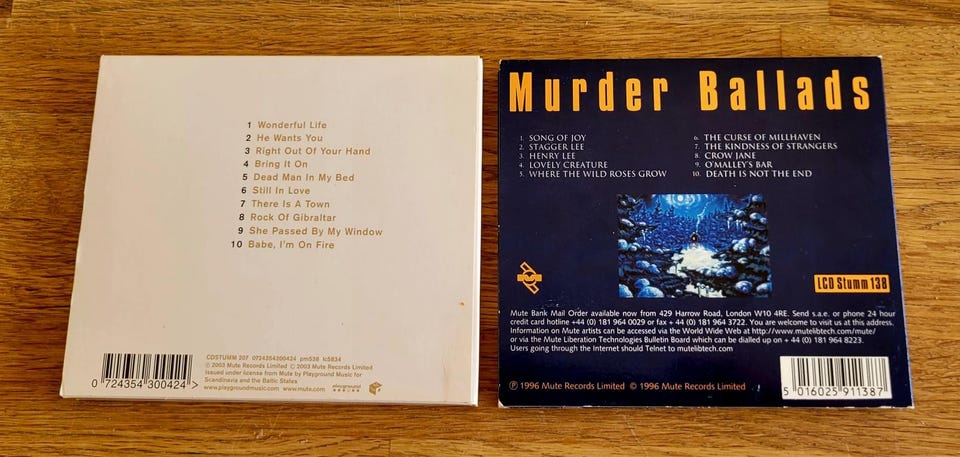 1 Wonderful Life
2 He Wants You
3 Right Out Of Your Hand
4 Bring It On
5 Dead Man In My Bed
6 Still In Love
7 There Is A Town
8 Rock Of Gibraltar
9 She Passed By My Window
10 Babe, I'm On Fire
0 724354 300424 >
CDSTUMM 207 0724354300424 pm538 lc5834
℗ 2003 Mute Records Limited © 2003 Mute Records Limited
Issued under license from Mute by Playground Music for
Scandinavia and the Baltic States
www.playgroundmusic.com www.mute.com
playground
Murder Ballads
1. SONG OF JOY
2. STAGGER LEE
3. HENRY LEE
4. LOVELY CREATURE
5. WHERE THE WILD ROSES GROW
6. THE CURSE OF MILLHAVEN
7. THE KINDNESS OF STRANGERS
8. CROW JANE
9. O'MALLEY'S BAR
10. DEATH IS NOT THE END
LCD Stumm 138
Mute Bank Mail Order available now from 429 Harrow Road, London W10 4RE. Send s.a.e. or phone 24 hour
credit card hotline +44 (0) 181 964 0029 or fax + 44 (0) 181 964 3722. You are welcome to visit us at this address.
Information on Mute artists can be accessed via the World Wide Web at http://www.mutelibtech.com/mute/
or via the Mute Liberation Technologies Bulletin Board which can be dialled up on + 44 (0) 181 964 8223.
Users going through the Internet should Telnet to mutelibtech.com.
℗ 1996 Mute Records Limited © 1996 Mute Records Limited
5 016025 911387